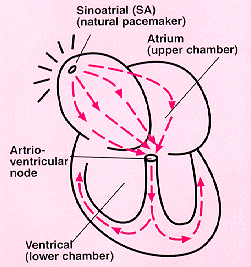 Sinoatrial (SA)
(natural pacemaker)
Atrium
(upper chamber)
Artrio-
ventricular
node
Ventrical
(lower chamber)